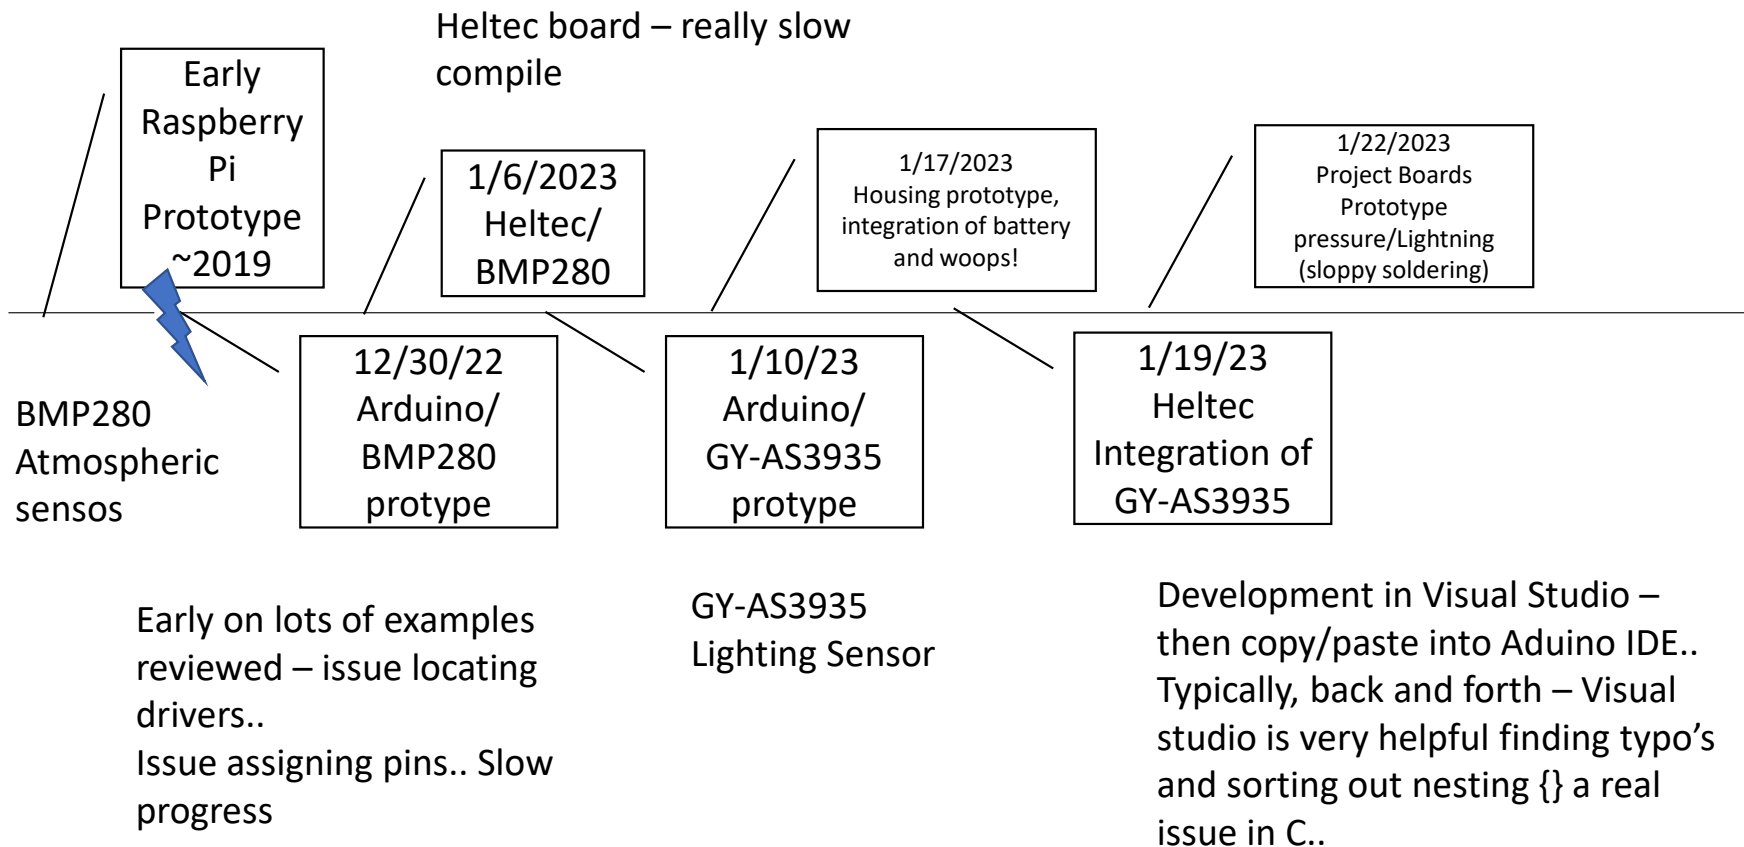 Heltec board – really slow
compile
Early
Raspberry
Pi
Prototype
~2019
1/6/2023
Heltec/
BMP280
1/17/2023
Housing prototype,
integration of battery
and woops!
1/22/2023
Project Boards
Prototype
pressure/Lightning
(sloppy soldering)
BMP280
Atmospheric
sensos
12/30/22
Arduino/
BMP280
protype
1/10/23
Arduino/
GY-AS3935
protype
1/19/23
Heltec
Integration of
GY-AS3935
Early on lots of examples
reviewed – issue locating
drivers..
Issue assigning pins.. Slow
progress
GY-AS3935
Lighting Sensor
Development in Visual Studio –
then copy/paste into Aduino IDE..
Typically, back and forth – Visual
studio is very helpful finding typo’s
and sorting out nesting {} a real
issue in C..